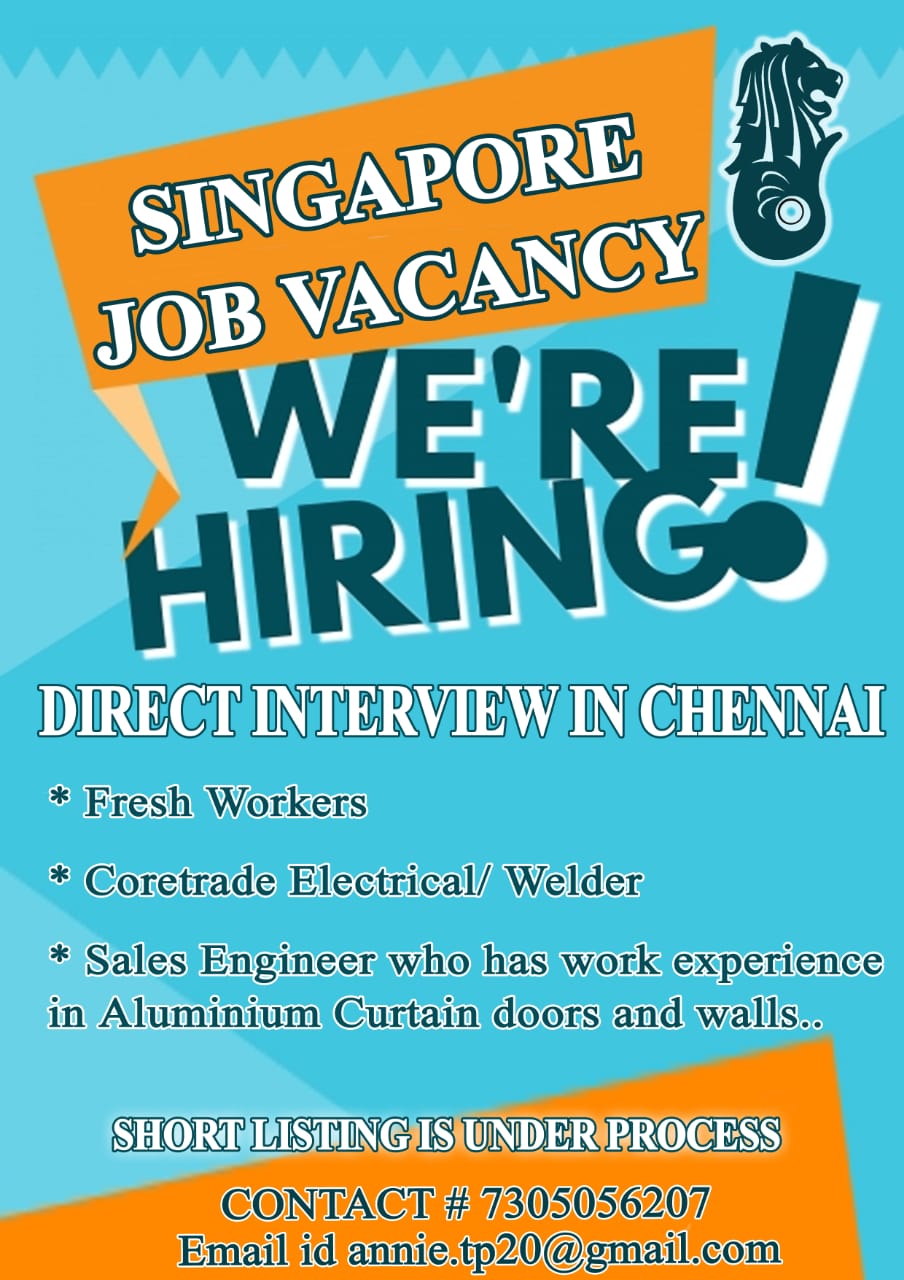 SINGAPORE
JOB VACANCY
WE'RE
HIRING!
DIRECT INTERVIEW IN CHENNAI
* Fresh Workers
* Coretrade Electrical/ Welder
* Sales Engineer who has work experience
in Aluminium Curtain doors and walls..
SHORT LISTING IS UNDER PROCESS
CONTACT # 7305056207
Email id annie.tp20@gmail.com